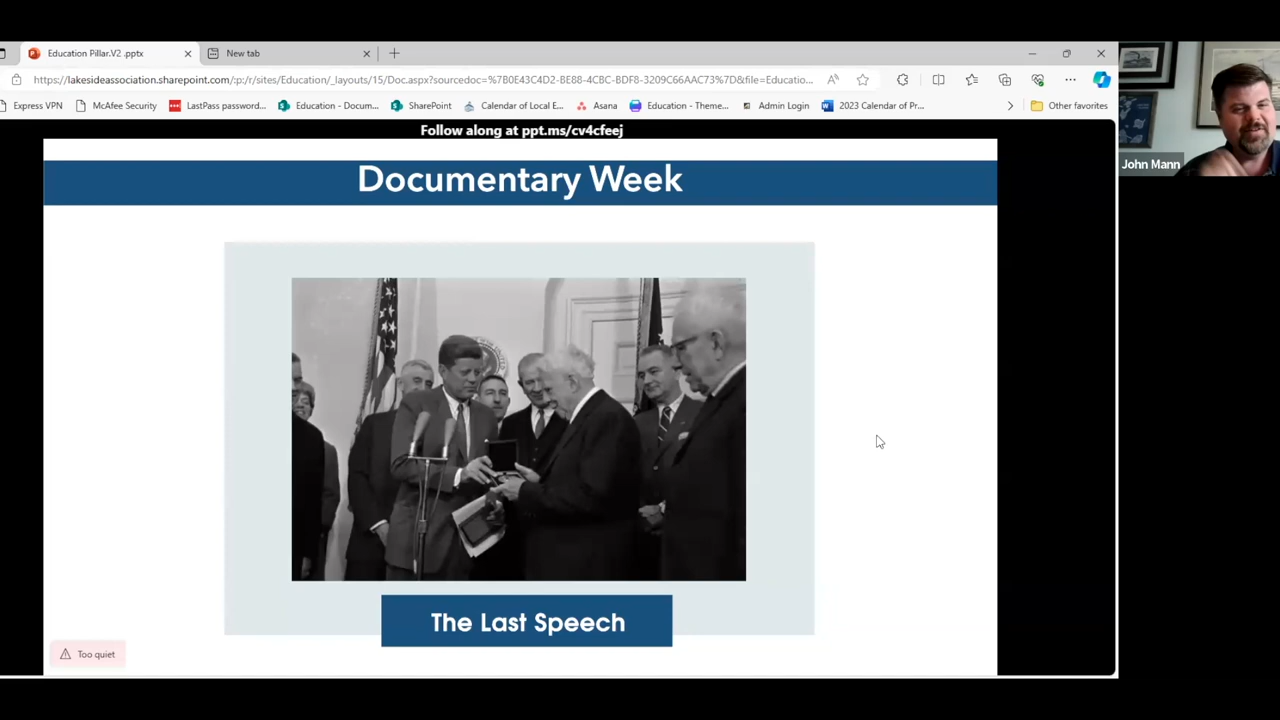 Education Pillar.V2 .pptx
New tab
https://lakesideassociation.sharepoint.com/:p:/r/sites/Education/_layouts/15/Doc.aspx?sourcedoc=%7B0E43C4D2-BE88-4CBC-BDF8-3209C66AAC73%7D&file=Educatio...
Express VPN
McAfee Security
LastPass password...
Education - Docum...
SharePoint
Calendar of Local E...
Asana
Education - Theme...
Admin Login
2023 Calendar of Pr...
Other favorites
Follow along at ppt.ms/cv4cfeej
Documentary Week
John Mann
The Last Speech
Too quiet